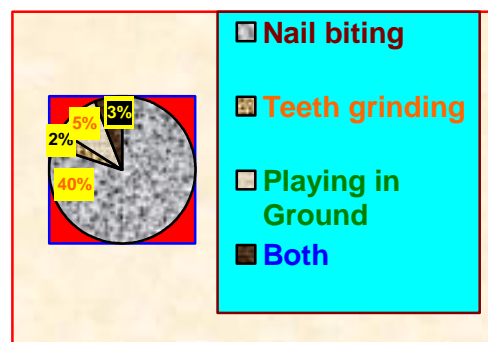 3%
5%
2%
40%
Nail biting
Teeth grinding
Playing in
Ground
Both